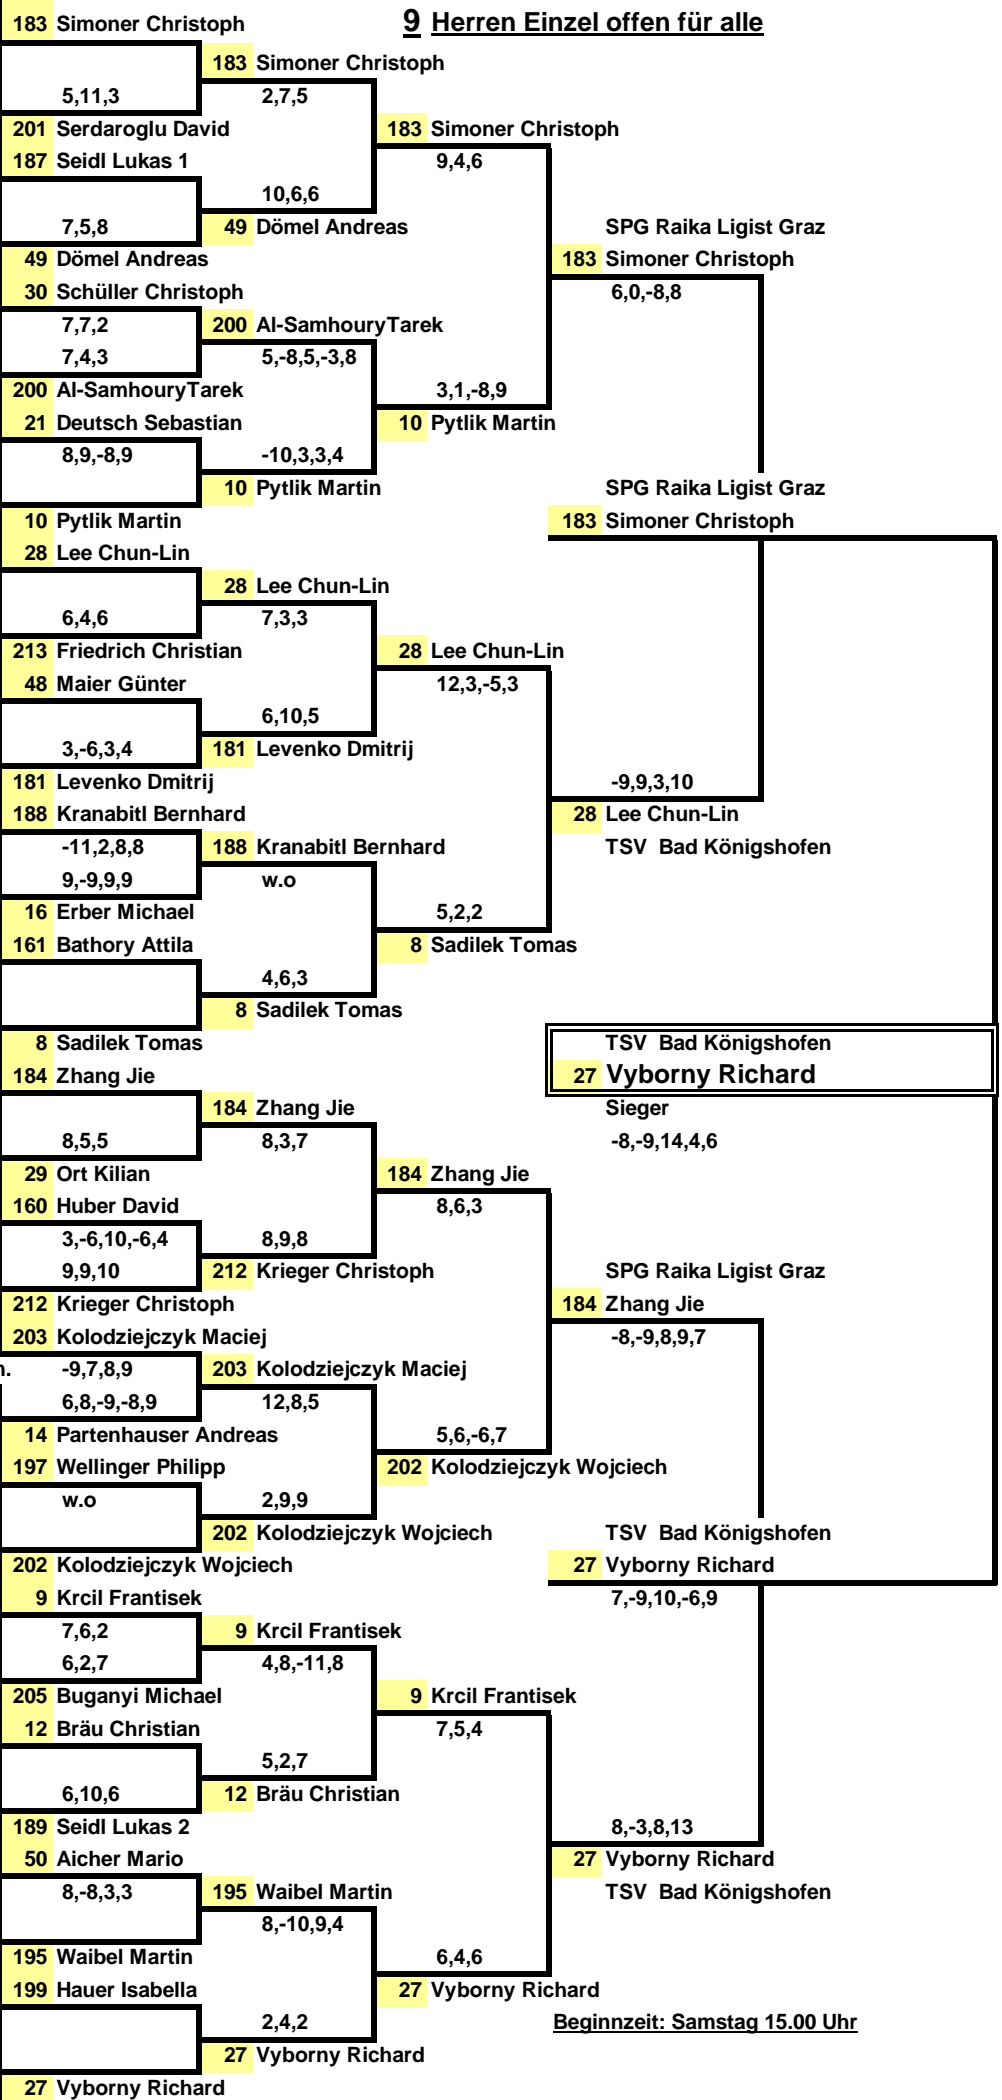 183 Simoner Christoph 9 Herren Einzel offen für alle
183 Simoner Christoph
5,11,3 2,7,5
201 Serdaroglu David 183 Simoner Christoph
187 Seidl Lukas 1 9,4,6
10,6,6
7,5,8 49 Dömel Andreas SPG Raika Ligist Graz
49 Dömel Andreas 183 Simoner Christoph
30 Schüller Christoph 6,0,-8,8
7,7,2 200 Al-SamhouryTarek
7,4,3 5,-8,5,-3,8
200 Al-SamhouryTarek 3,1,-8,9
21 Deutsch Sebastian 10 Pytlik Martin
8,9,-8,9 -10,3,3,4
10 Pytlik Martin SPG Raika Ligist Graz
10 Pytlik Martin 183 Simoner Christoph
28 Lee Chun-Lin
28 Lee Chun-Lin
6,4,6 7,3,3
213 Friedrich Christian 28 Lee Chun-Lin
48 Maier Günter 12,3,-5,3
6,10,5
3,-6,3,4 181 Levenko Dmitrij
181 Levenko Dmitrij -9,9,3,10
188 Kranabitl Bernhard 28 Lee Chun-Lin
-11,2,8,8 188 Kranabitl Bernhard TSV Bad Königshofen
9,-9,9,9 w.o
16 Erber Michael 5,2,2
161 Bathory Attila 8 Sadilek Tomas
4,6,3
8 Sadilek Tomas
8 Sadilek Tomas TSV Bad Königshofen
184 Zhang Jie 27 Vyborny Richard
184 Zhang Jie Sieger
8,5,5 8,3,7 -8,-9,14,4,6
29 Ort Kilian 184 Zhang Jie
160 Huber David 8,6,3
3,-6,10,-6,4 8,9,8
9,9,10 212 Krieger Christoph SPG Raika Ligist Graz
212 Krieger Christoph 184 Zhang Jie
203 Kolodziejczyk Maciej -8,-9,8,9,7
-9,7,8,9 203 Kolodziejczyk Maciej
6,8,-9,-8,9 12,8,5
14 Partenhauser Andreas 5,6,-6,7
197 Wellinger Philipp 202 Kolodziejczyk Wojciech
w.o 2,9,9
202 Kolodziejczyk Wojciech TSV Bad Königshofen
202 Kolodziejczyk Wojciech 27 Vyborny Richard
9 Krcil Frantisek 7,-9,10,-6,9
7,6,2 9 Krcil Frantisek
6,2,7 4,8,-11,8
205 Buganyi Michael 9 Krcil Frantisek
12 Bräu Christian 7,5,4
5,2,7
6,10,6 12 Bräu Christian
189 Seidl Lukas 2 8,-3,8,13
50 Aicher Mario 27 Vyborny Richard
8,-8,3,3 195 Waibel Martin TSV Bad Königshofen
8,-10,9,4
195 Waibel Martin 6,4,6
199 Hauer Isabella 27 Vyborny Richard
2,4,2 Beginnzeit: Samstag 15.00 Uhr
27 Vyborny Richard
27 Vyborny Richard